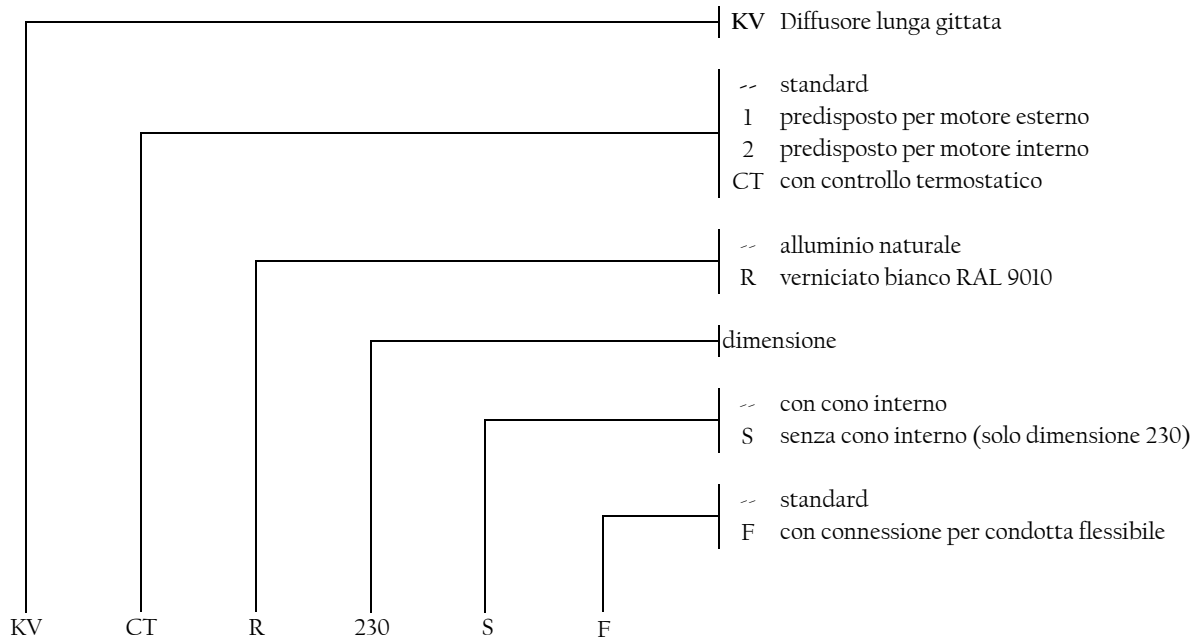 KV Diffusore lunga gittata
-- standard
1 predisposto per motore esterno
2 predisposto per motore interno
CT con controllo termostatico
-- alluminio naturale
R verniciato bianco RAL 9010
dimensione
-- con cono interno
S senza cono interno (solo dimensione 230)
-- standard
F con connessione per condotta flessibile
KV CT R 230 S F